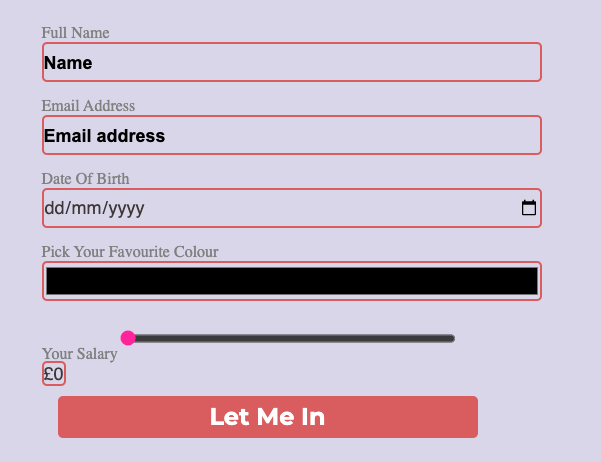 Full Name
Name
Email Address
Email address
Date Of Birth
dd/mm/yyyy
Pick Your Favourite Colour
Your Salary
£0
Let Me In